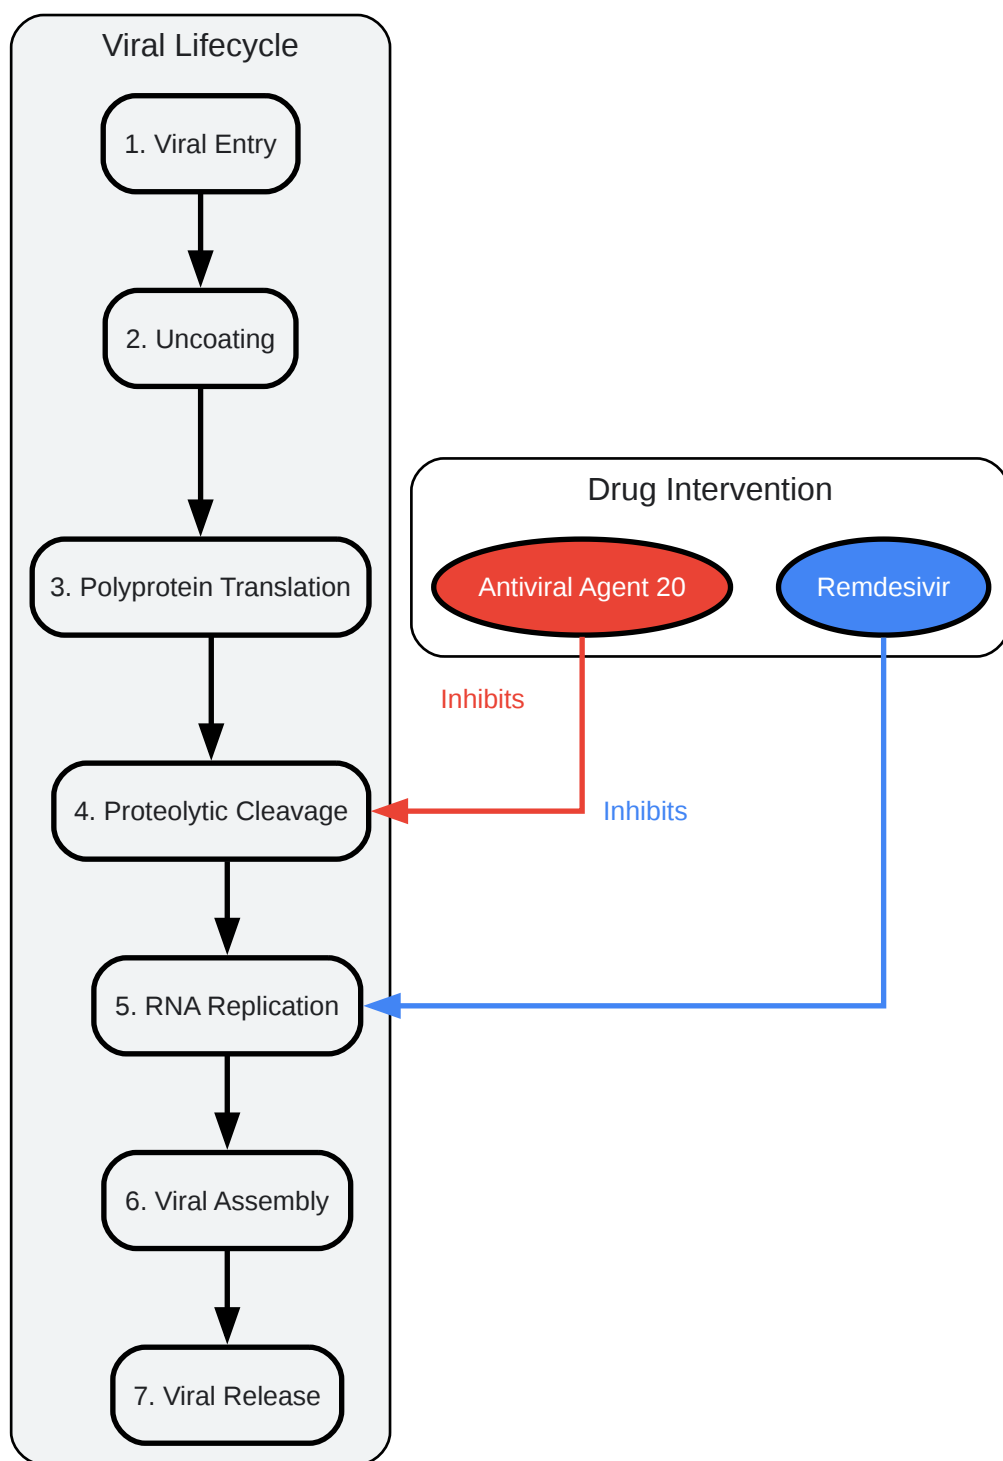 Viral Lifecycle
1. Viral Entry
2. Uncoating
3. Polyprotein Translation
4. Proteolytic Cleavage
5. RNA Replication
6. Viral Assembly
7. Viral Release
Drug Intervention
Antiviral Agent 20
Remdesivir
Inhibits
Inhibits